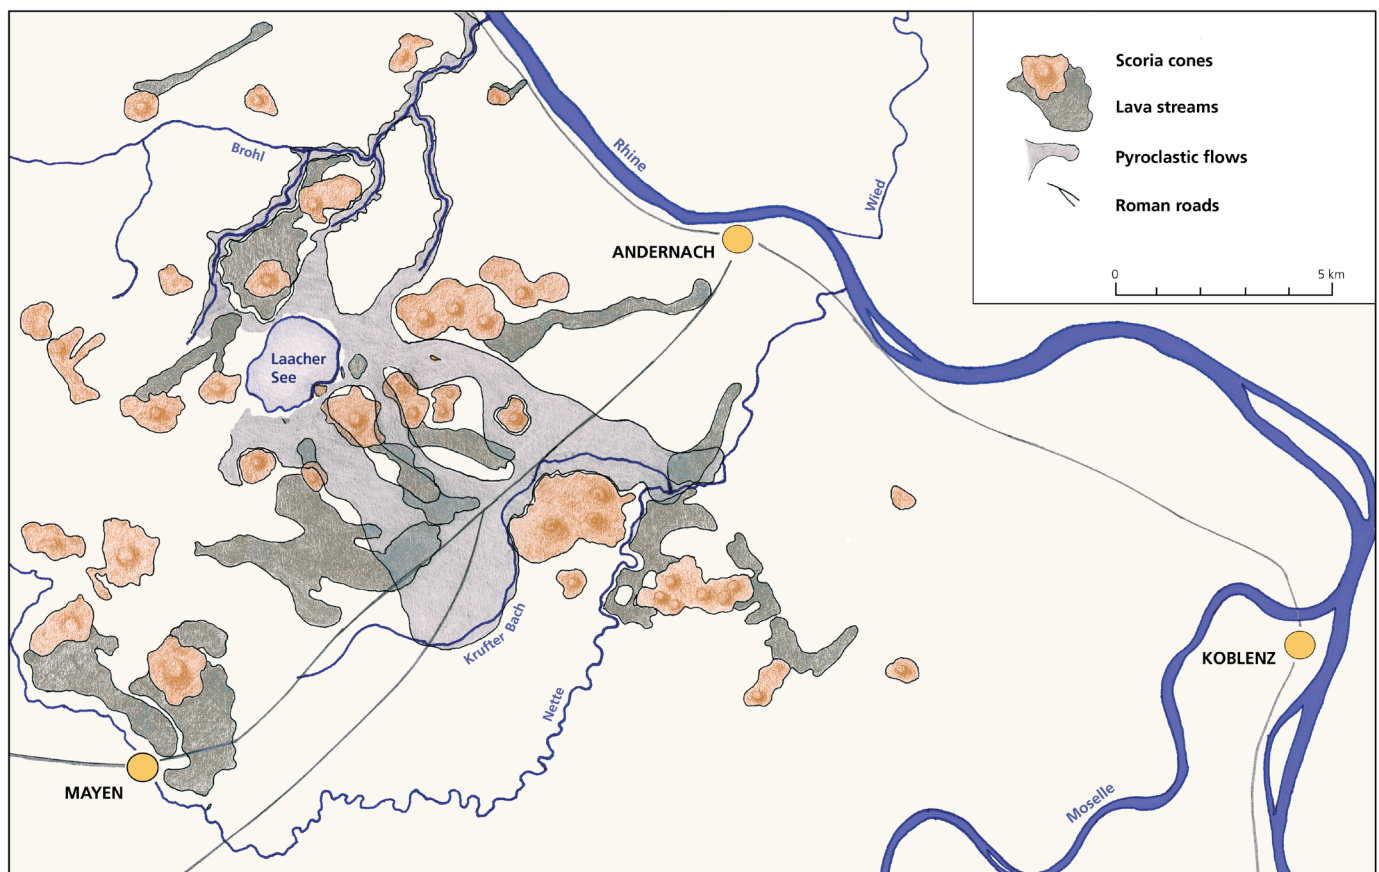 Scoria cones
Lava streams
Pyroclastic flows
Roman roads
0
5 km
Brohl
Rhine
Wied
ANDERNACH
Laacher
See
Krufter Bach
Nette
KOBLENZ
MAYEN
Moselle